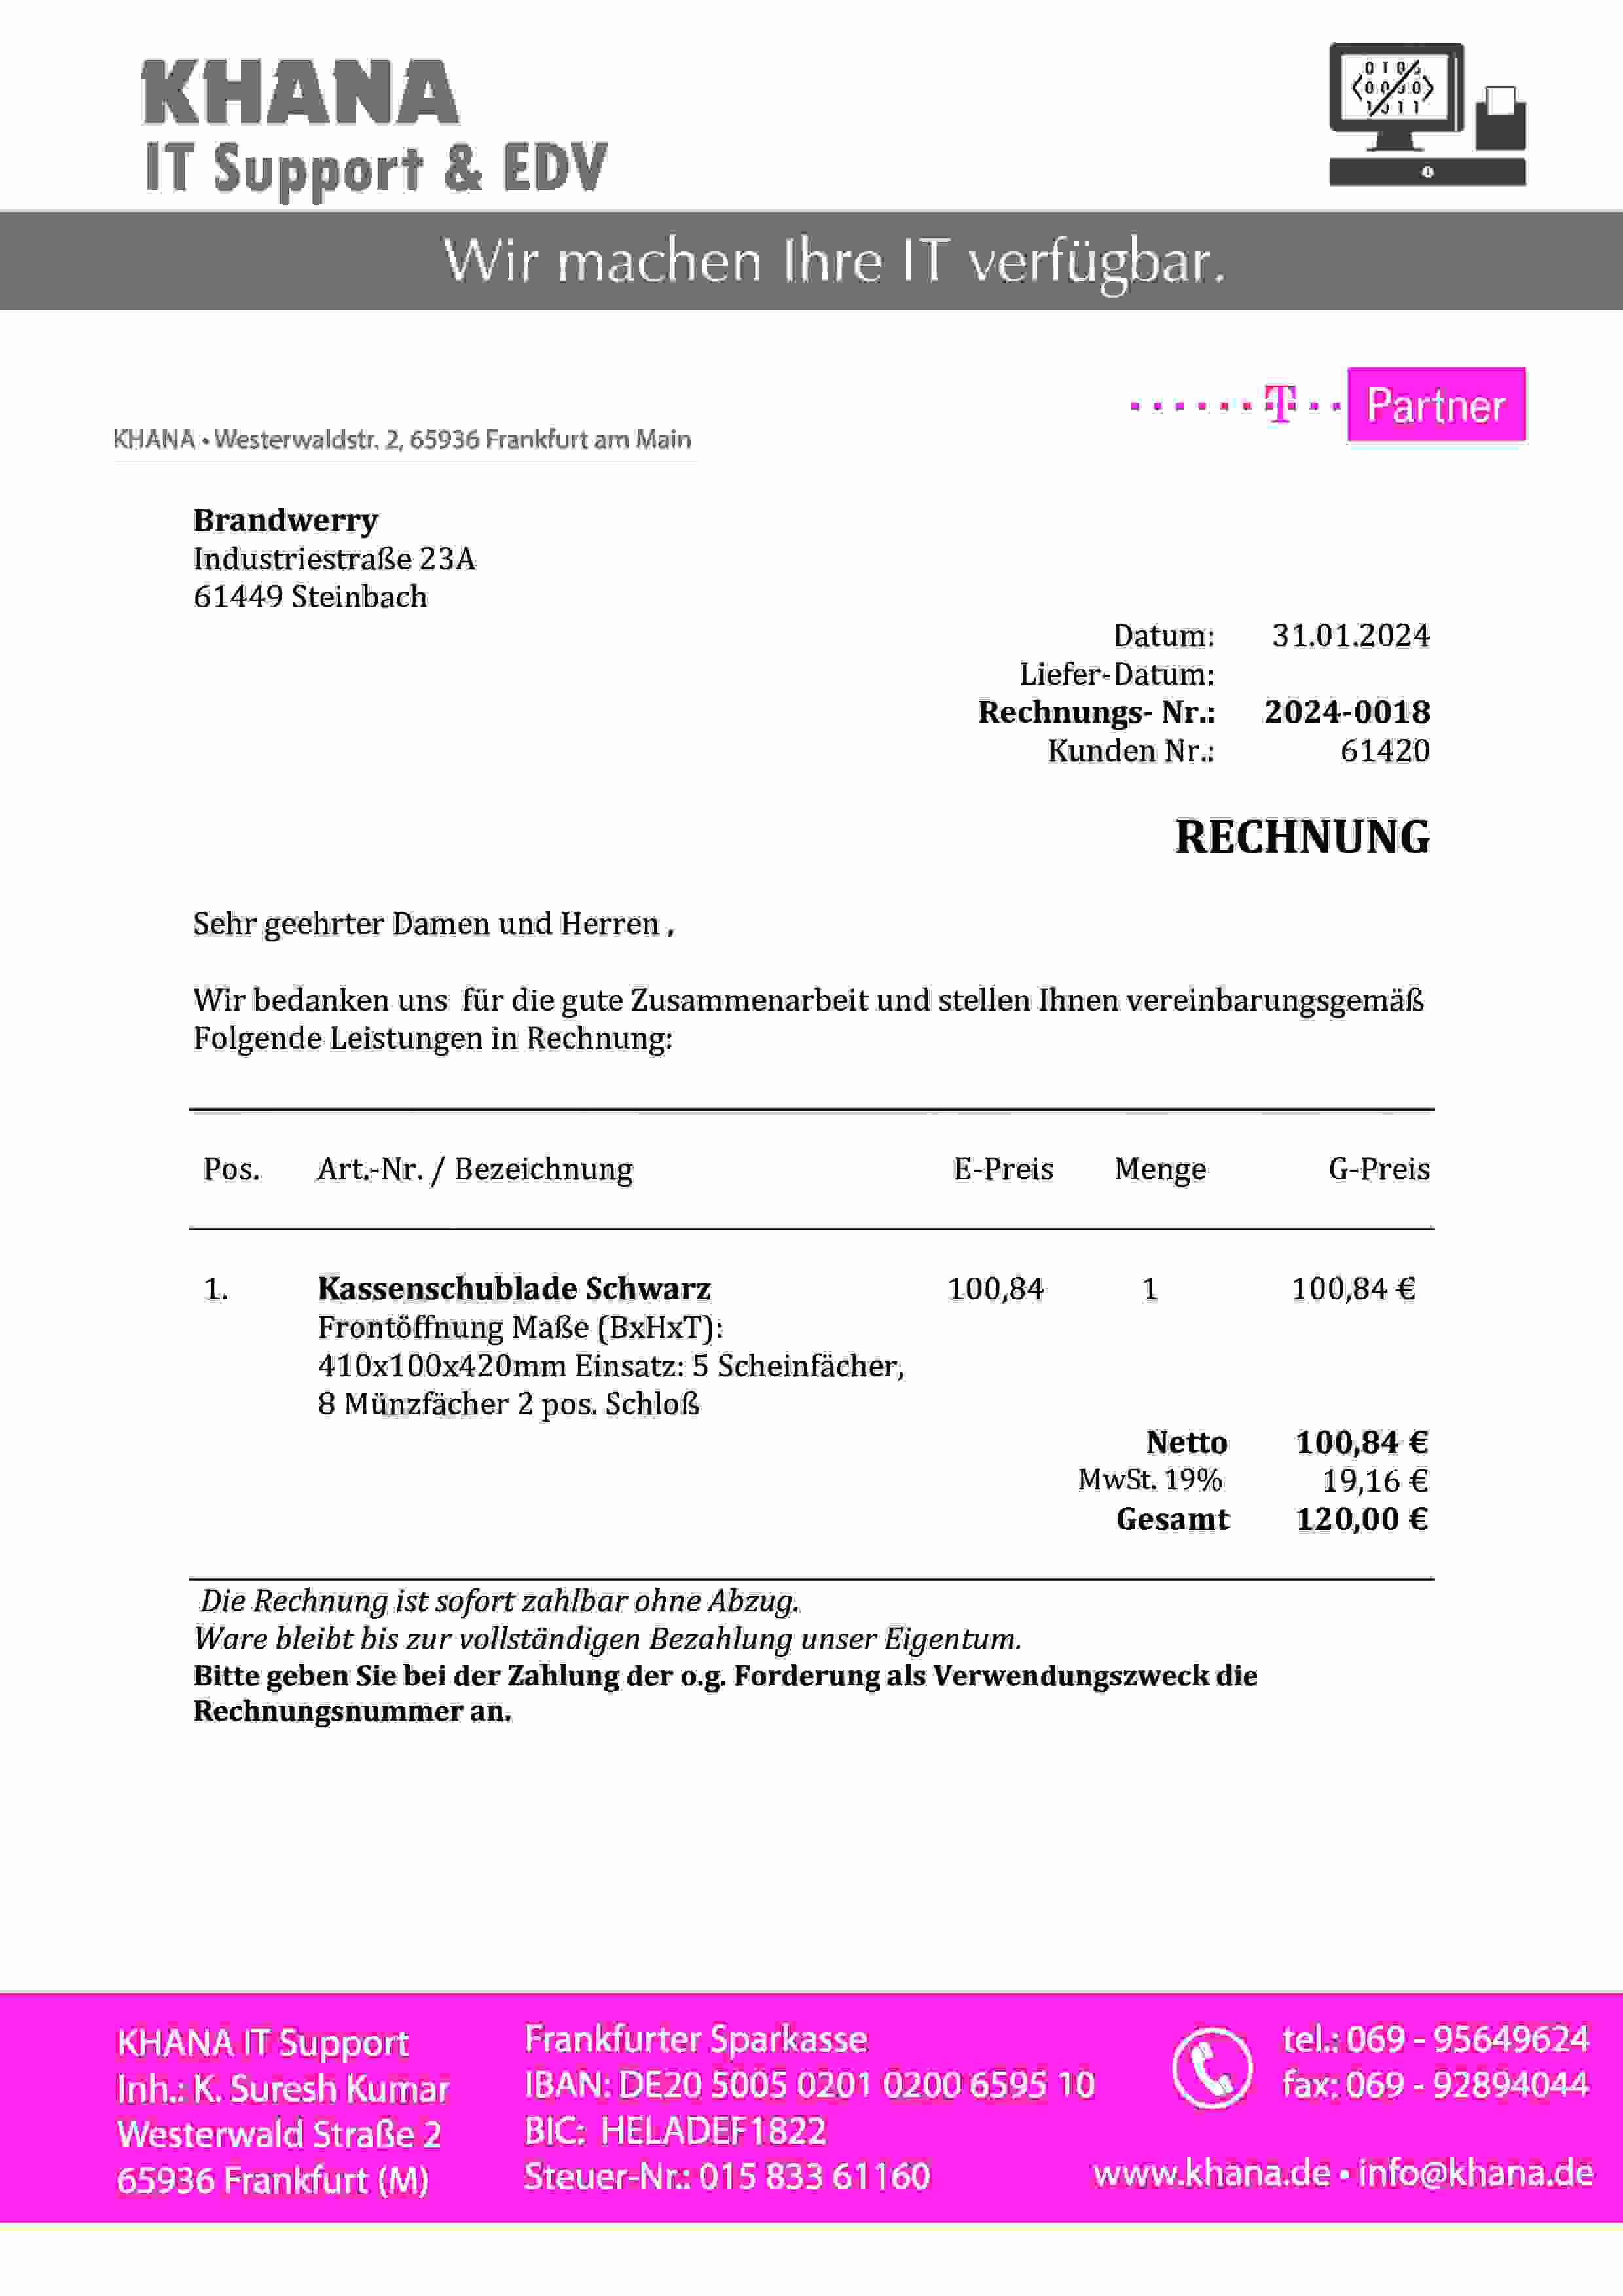 KHANA
IT Support & EDV
Wir machen Ihre IT verfügbar.
T Partner
KHANA • Westerwaldstr. 2, 65936 Frankfurt am Main
Brandwerry
Industriestraße 23A
61449 Steinbach
Datum: 31.01.2024
Liefer-Datum:
Rechnungs- Nr.: 2024-0018
Kunden Nr.: 61420
RECHNUNG
Sehr geehrter Damen und Herren ,
Wir bedanken uns für die gute Zusammenarbeit und stellen Ihnen vereinbarungsgemäß
Folgende Leistungen in Rechnung:
Pos. Art.-Nr. / Bezeichnung E-Preis Menge G-Preis
1. Kassenschublade Schwarz 100,84 1 100,84 €
Frontöffnung Maße (BxHxT):
410x100x420mm Einsatz: 5 Scheinfächer,
8 Münzfächer 2 pos. Schloß
Netto 100,84 €
MwSt. 19% 19,16 €
Gesamt 120,00 €
Die Rechnung ist sofort zahlbar ohne Abzug.
Ware bleibt bis zur vollständigen Bezahlung unser Eigentum.
Bitte geben Sie bei der Zahlung der o.g. Forderung als Verwendungszweck die
Rechnungsnummer an.
KHANA IT Support
Inh.: K. Suresh Kumar
Westerwald Straße 2
65936 Frankfurt (M)
Frankfurter Sparkasse
IBAN: DE20 5005 0201 0200 6595 10
BIC: HELADEF1822
Steuer-Nr.: 015 833 61160
tel.: 069 - 95649624
fax: 069 - 92894044
www.khana.de • info@khana.de